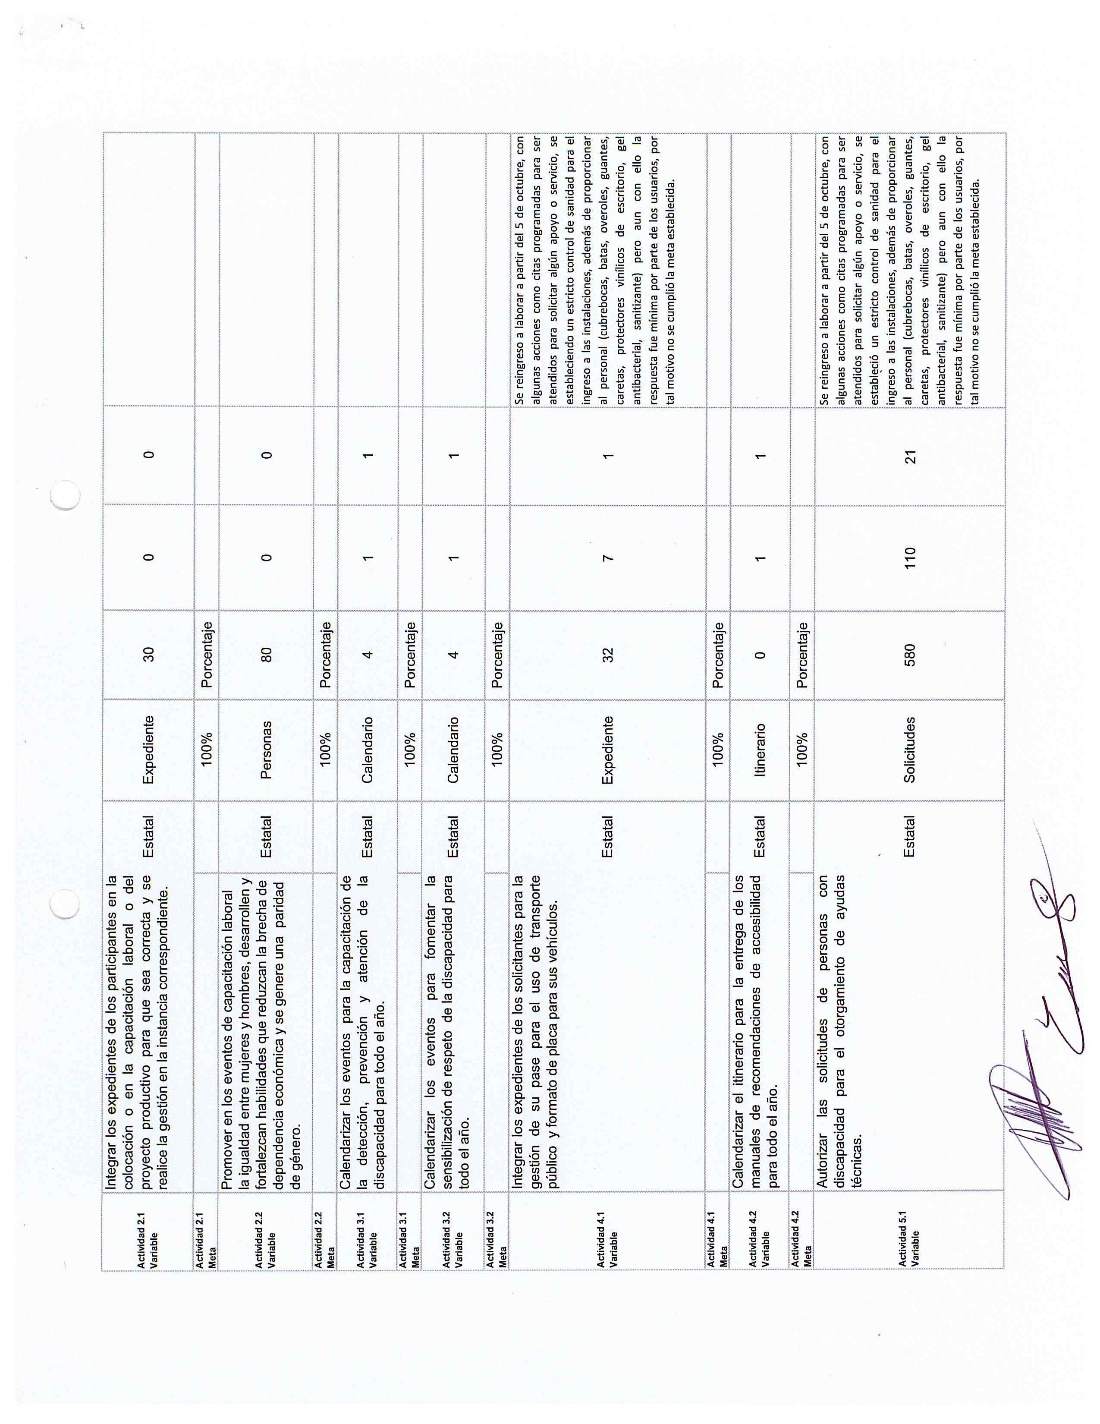 Actividad 2.1
Variable
Integrar los expedientes de los participantes en la
colocación o en la capacitación laboral o del
proyecto productivo para que sea correcta y se
realice la gestión en la instancia correspondiente.
Estatal
Expediente
30
0
0
Actividad 2.1
Meta
100%
Porcentaje
Actividad 2.2
Variable
Promover en los eventos de capacitación laboral
la igualdad entre mujeres y hombres, desarrollen y
fortalezcan habilidades que reduzcan la brecha de
dependencia económica y se genere una paridad
de género.
Estatal
Personas
80
0
0
Actividad 2.2
Meta
100%
Porcentaje
Actividad 3.1
Variable
Calendarizar los eventos para la capacitación de
la detección, prevención y atención de la
discapacidad para todo el año.
Estatal
Calendario
4
1
1
Actividad 3.1
Meta
100%
Porcentaje
Actividad 3.2
Variable
Calendarizar los eventos para fomentar la
sensibilización de respeto de la discapacidad para
todo el año.
Estatal
Calendario
4
1
1
Actividad 3.2
Meta
100%
Porcentaje
Actividad 4.1
Variable
Integrar los expedientes de los solicitantes para la
gestión de su pase para el uso de transporte
público y formato de placa para sus vehículos.
Estatal
Expediente
32
7
1
Se reingreso a laborar a partir del 5 de octubre, con
algunas acciones como citas programadas para ser
atendidos para solicitar algún apoyo o servicio, se
estableciendo un estricto control de sanidad para el
ingreso a las instalaciones, además de proporcionar
al personal (cubrebocas, batas, overoles, guantes,
caretas, protectores vinílicos de escritorio, gel
antibacterial, sanitizante) pero aun con ello la
respuesta fue mínima por parte de los usuarios, por
tal motivo no se cumplió la meta establecida.
Actividad 4.1
Meta
100%
Porcentaje
Actividad 4.2
Variable
Calendarizar el itinerario para la entrega de los
manuales de recomendaciones de accesibilidad
para todo el año.
Estatal
Itinerario
0
1
1
Actividad 4.2
Meta
100%
Porcentaje
Actividad 5.1
Variable
Autorizar las solicitudes de personas con
discapacidad para el otorgamiento de ayudas
técnicas.
Estatal
Solicitudes
580
110
21
Se reingreso a laborar a partir del 5 de octubre, con
algunas acciones como citas programadas para ser
atendidos para solicitar algún apoyo o servicio, se
estableció un estricto control de sanidad para el
ingreso a las instalaciones, además de proporcionar
al personal (cubrebocas, batas, overoles, guantes,
caretas, protectores vinílicos de escritorio, gel
antibacterial, sanitizante) pero aun con ello la
respuesta fue mínima por parte de los usuarios, por
tal motivo no se cumplió la meta establecida.